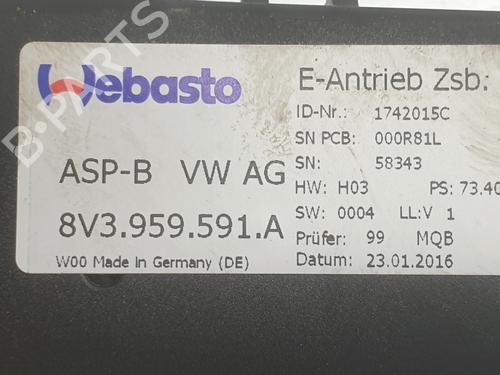 Webasto
ASP-B VW AG
8V3.959.591.A
W00 Made in Germany (DE)
E-Antrieb Zsb:
ID-Nr.: 1742015C
SN PCB: 000R81L
SN: 58343
HW: H03 PS: 73.40
SW: 0004 LL:V 1
Prüfer: 99 MQB
Datum: 23.01.2016